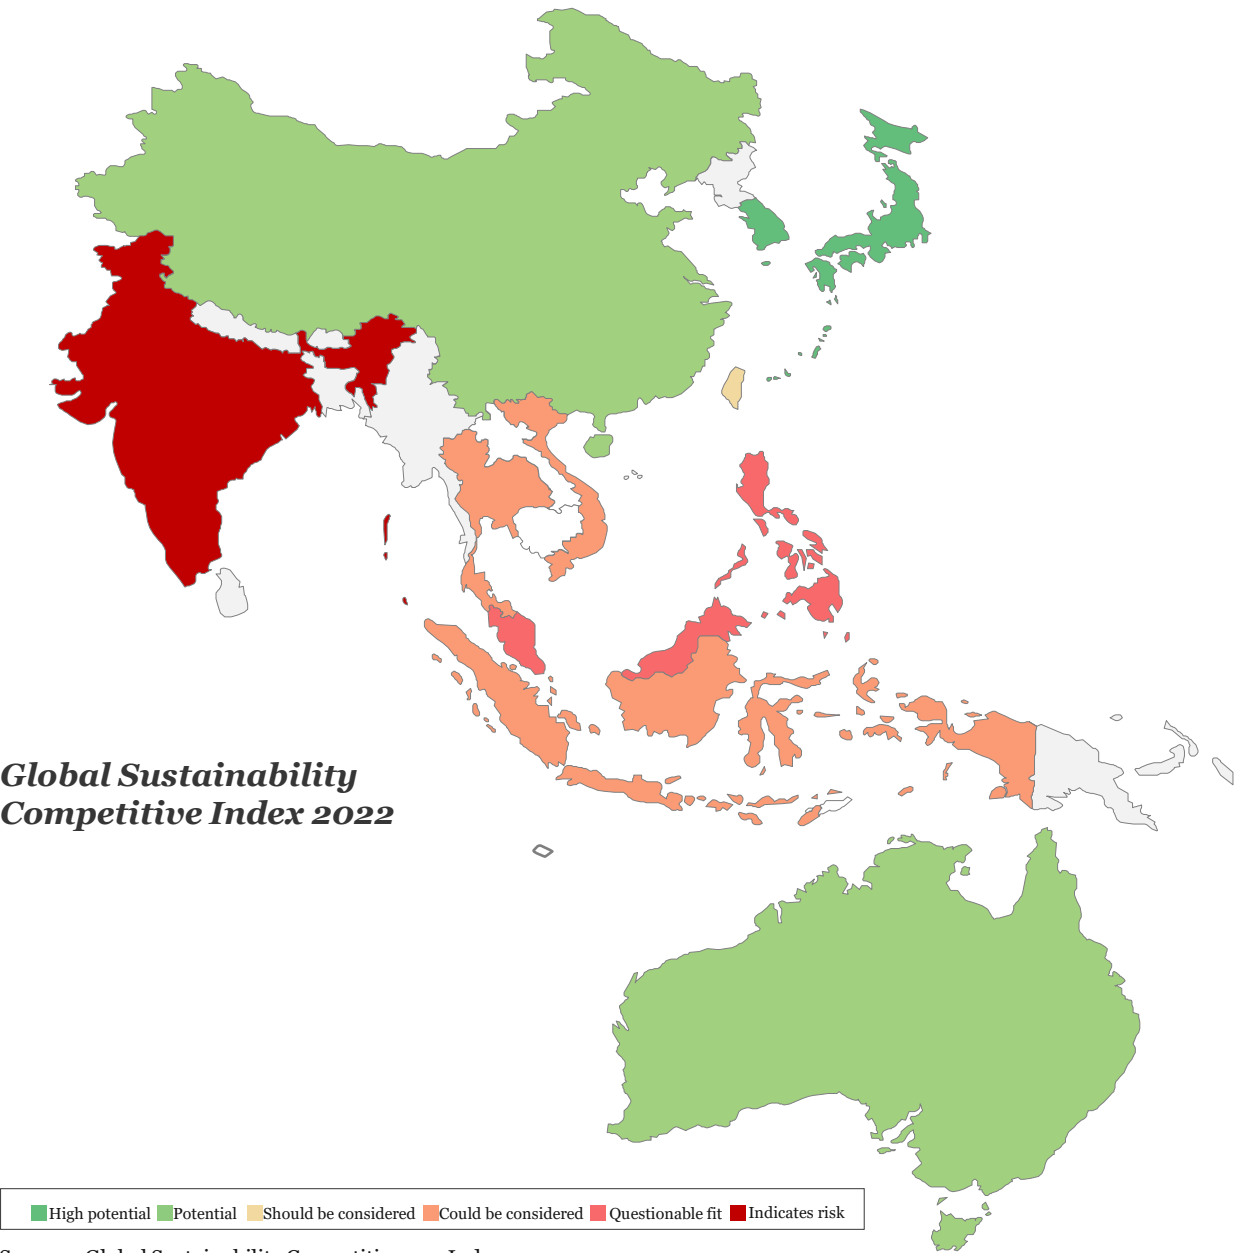 Global Sustainability
Competitive Index 2022
High potential Potential Should be considered Could be considered Questionable fit Indicates risk